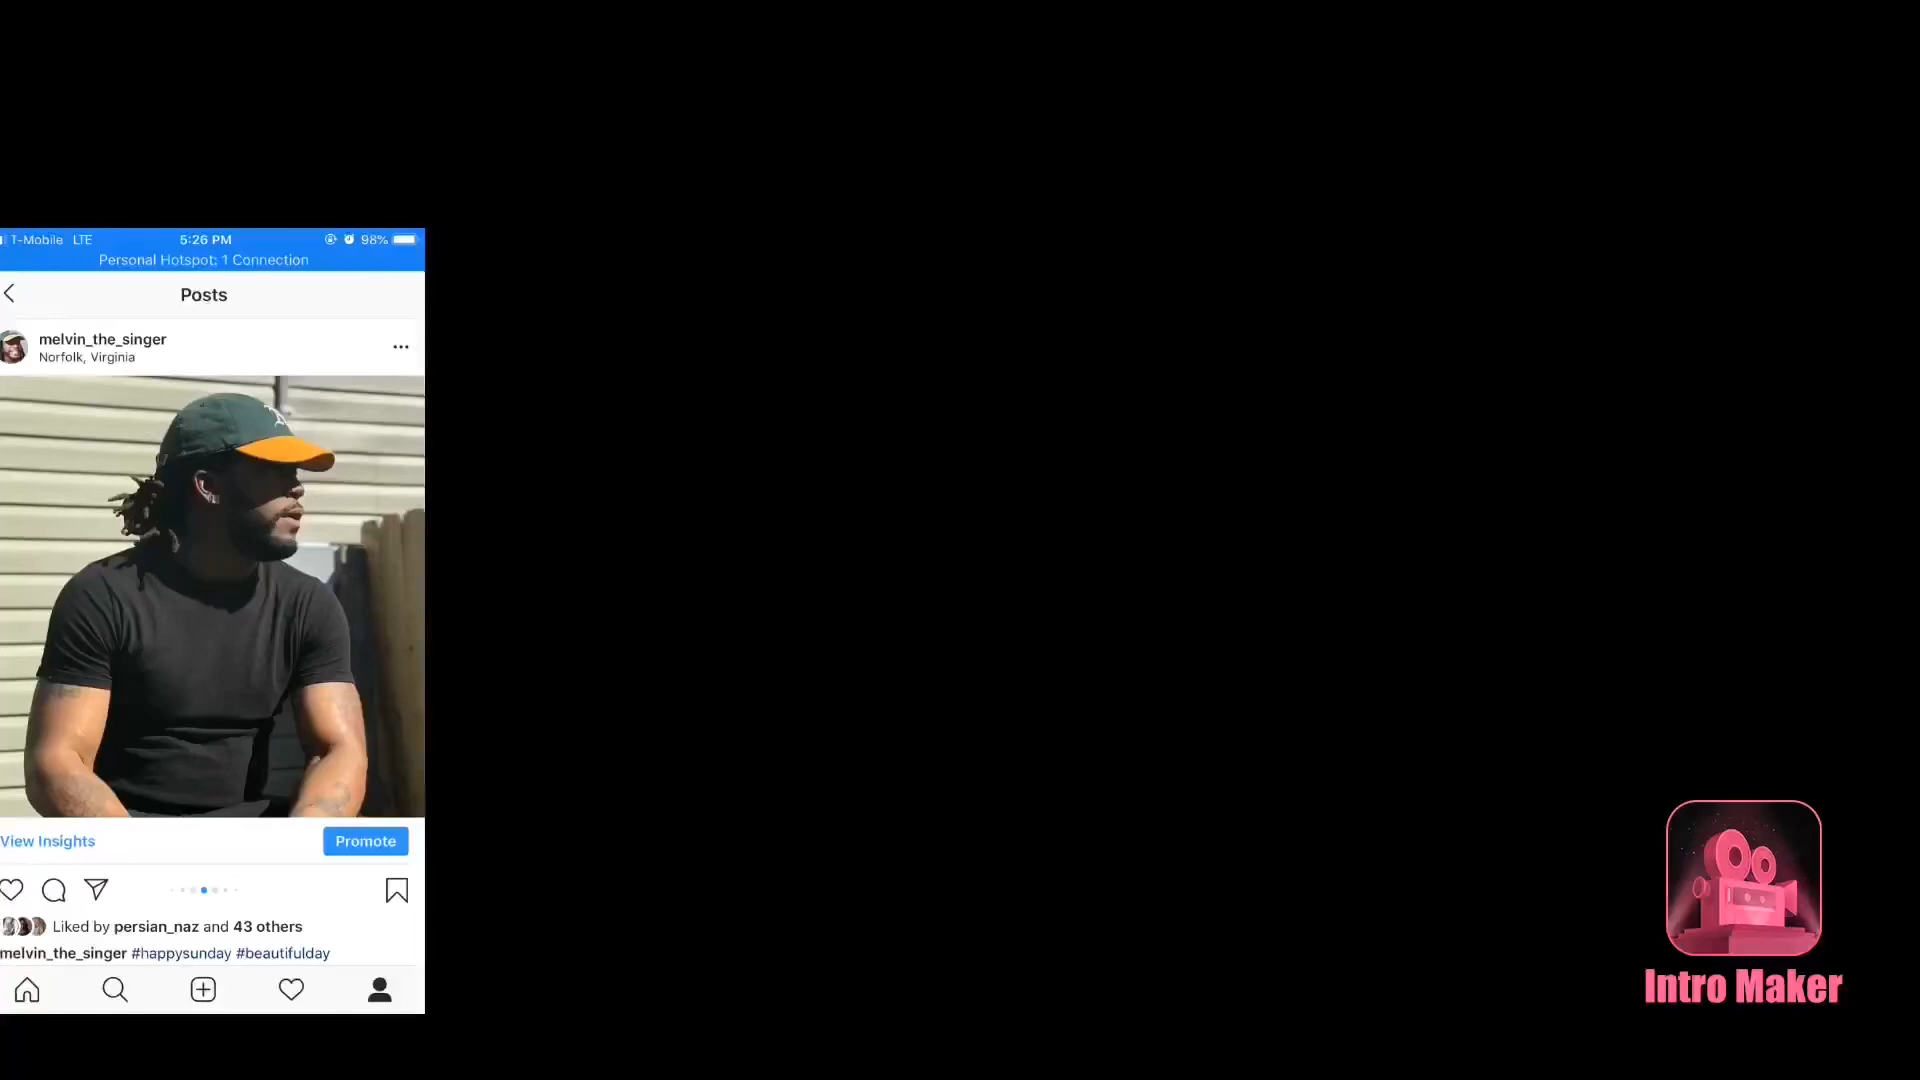 T-Mobile LTE 5:26 PM 98%
Personal Hotspot: 1 Connection
Posts
melvin_the_singer
Norfolk, Virginia
View Insights
Promote
Liked by persian_naz and 43 others
melvin_the_singer #happysunday #beautifulday
Intro Maker